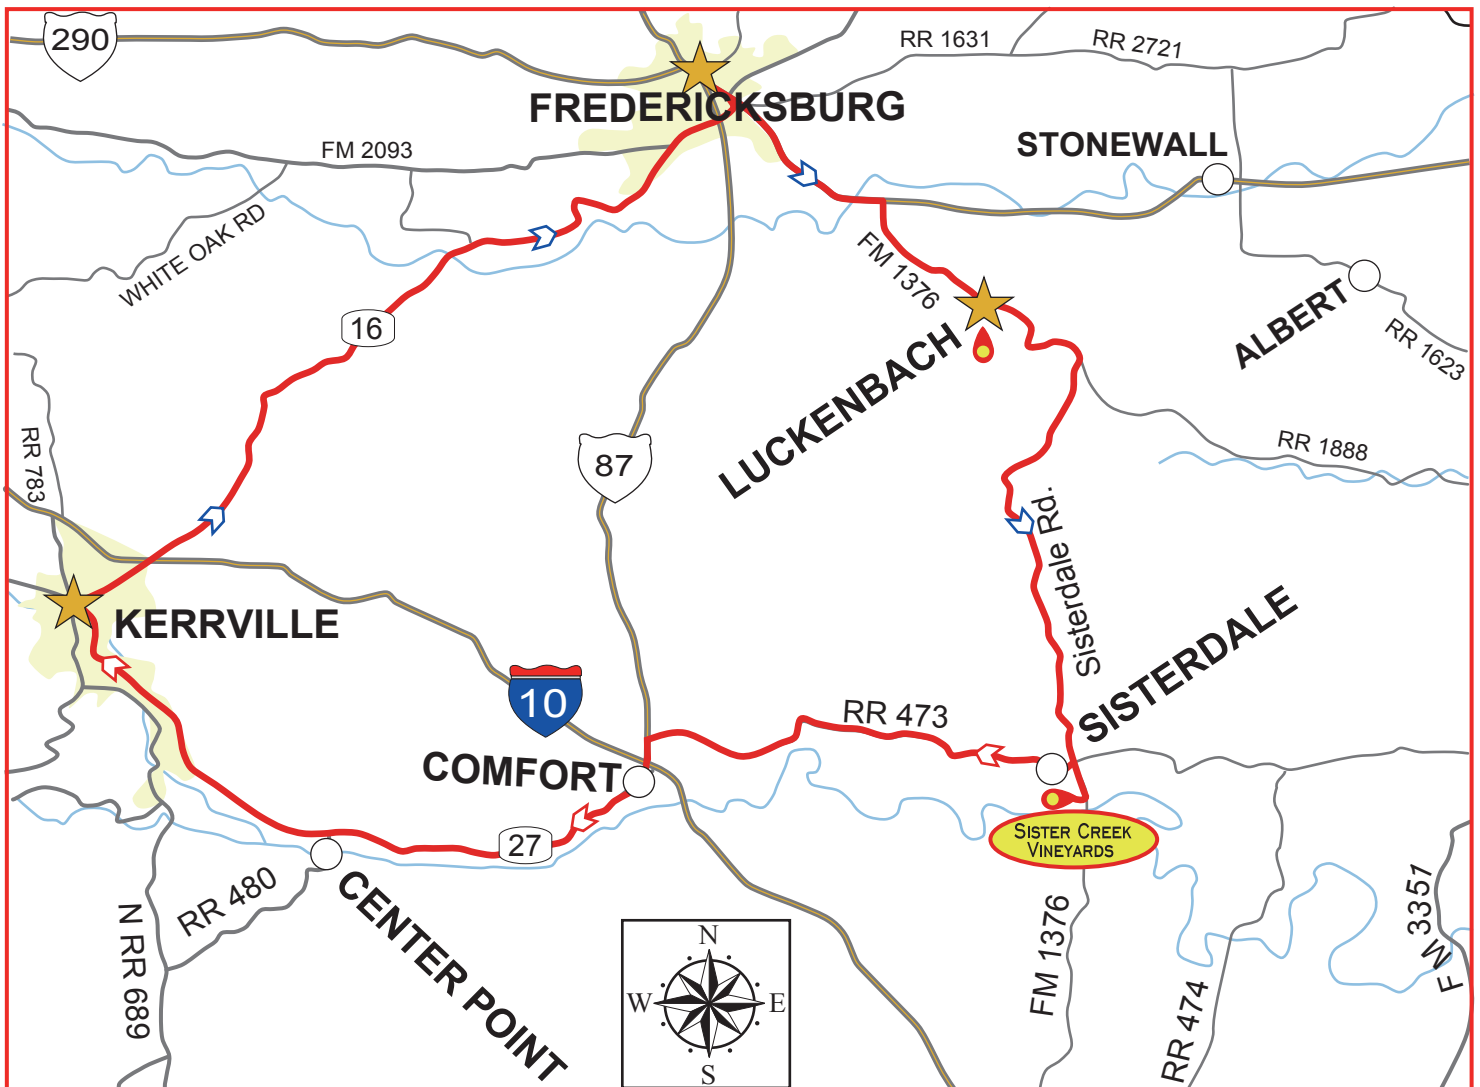 290
RR 1631
RR 2721
FREDERICKSBURG
STONEWALL
FM 2093
WHITE OAK RD
FM 1376
16
ALBERT
RR 1623
LUCKENBACH
RR 783
87
RR 1888
Sisterdale Rd.
KERRVILLE
SISTERDALE
10
RR 473
COMFORT
27
SISTER CREEK
VINEYARDS
RR 480
CENTER POINT
N RR 689
FM 1376
RR 474
FM 3351
N
W
E
S